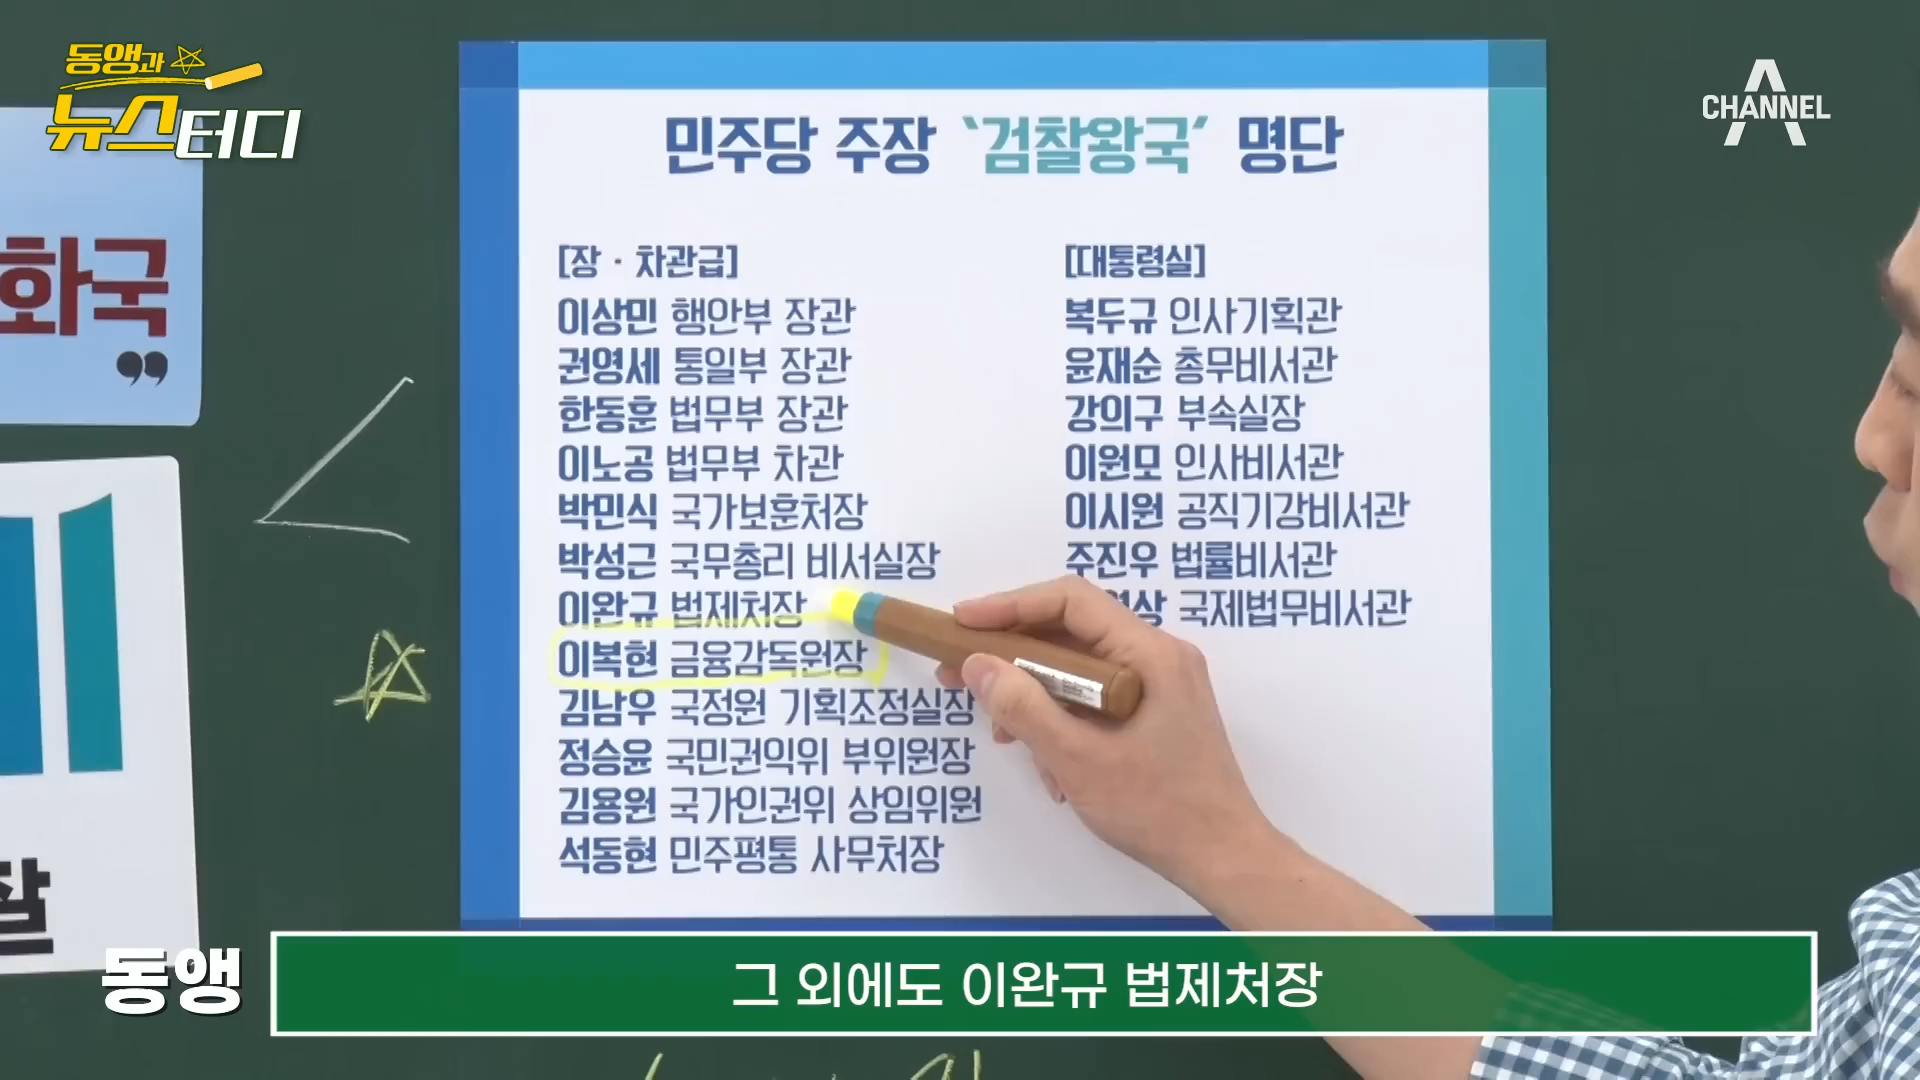 동앵과
뉴스터디
CHANNEL A
화국
”
민주당 주장 ‘검찰왕국’ 명단
[장·차관급]
이상민 행안부 장관
권영세 통일부 장관
한동훈 법무부 장관
이노공 법무부 차관
박민식 국가보훈처장
박성근 국무총리 비서실장
이완규 법제처장
이복현 금융감독원장
김남우 국정원 기획조정실장
정승윤 국민권익위 부위원장
김용원 국가인권위 상임위원
석동현 민주평통 사무처장
[대통령실]
복두규 인사기획관
윤재순 총무비서관
강의구 부속실장
이원모 인사비서관
이시원 공직기강비서관
주진우 법률비서관
영상 국제법무비서관
동앵
그 외에도 이완규 법제처장